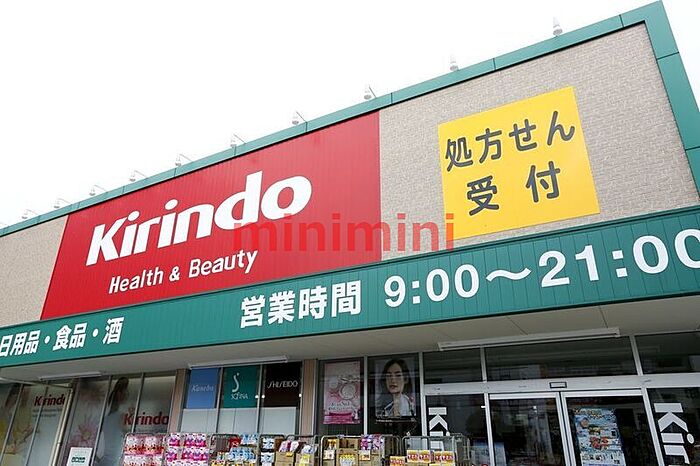 処方せん
受付
Kirindo
Health & Beauty
minimini
営業時間 9:00～21:00
日用品・食品・酒
Kanebo
SHISEIDO
Kirindo
Kirindo